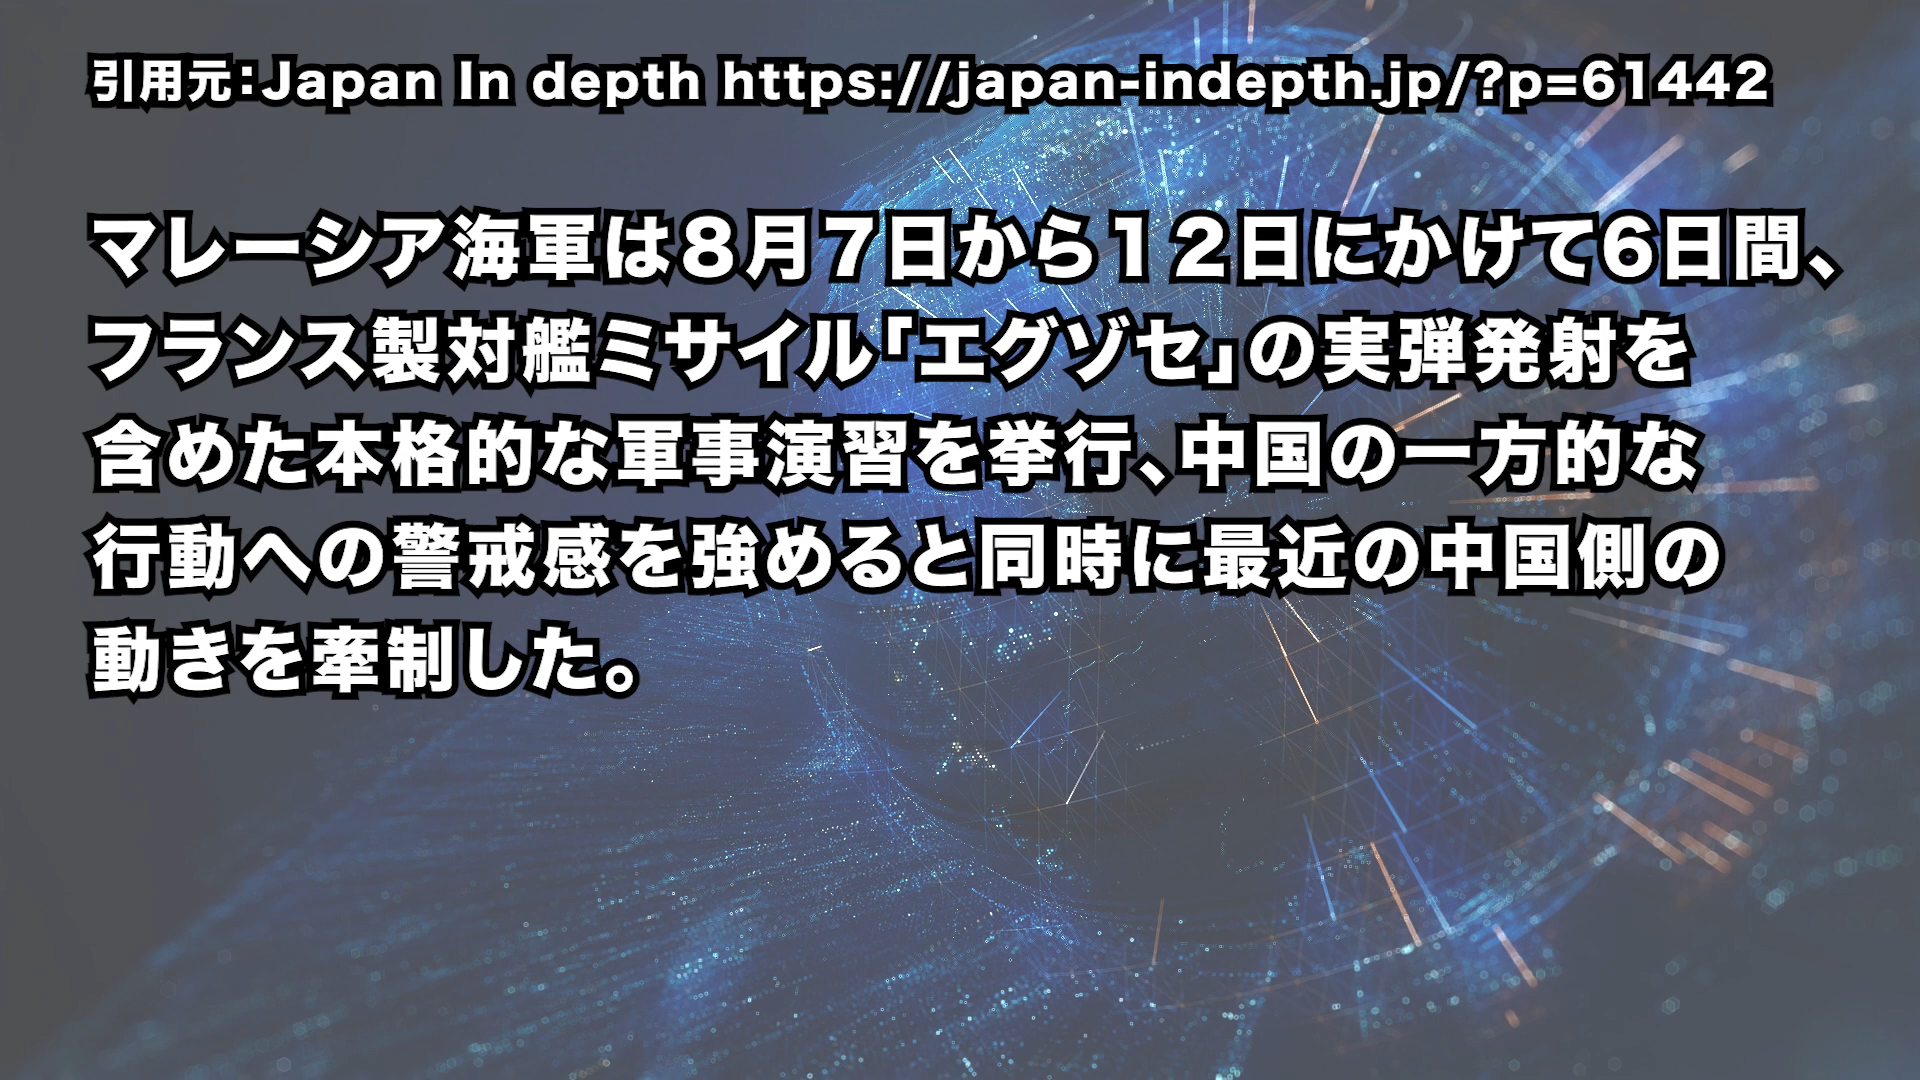 引用元：Japan In depth https://japan-indepth.jp/?p=61442
マレーシア海軍は８月７日から１２日にかけて6日間、
フランス製対艦ミサイル「エグゾセ」の実弾発射を
含めた本格的な軍事演習を挙行、中国の一方的な
行動への警戒感を強めると同時に最近の中国側の
動きを牽制した。